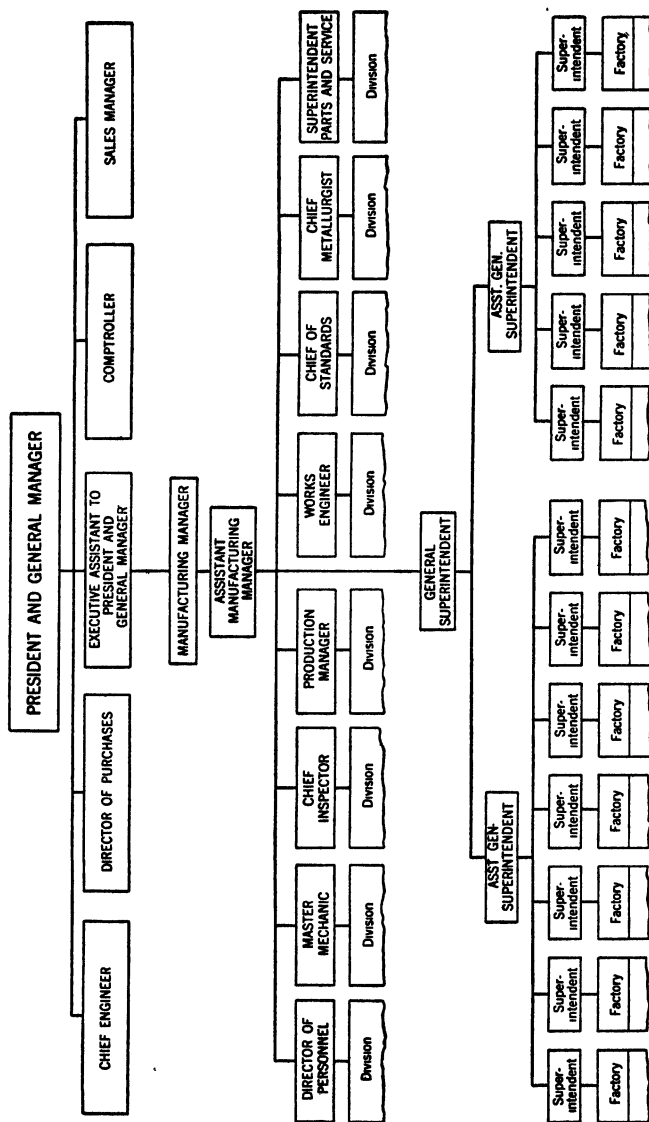 PRESIDENT AND GENERAL MANAGER
CHIEF ENGINEER
DIRECTOR OF PURCHASES
EXECUTIVE ASSISTANT TO
PRESIDENT AND
GENERAL MANAGER
COMPTROLLER
SALES MANAGER
MANUFACTURING MANAGER
ASSISTANT
MANUFACTURING
MANAGER
DIRECTOR OF
PERSONNEL
Division
MASTER
MECHANIC
Division
CHIEF
INSPECTOR
Division
PRODUCTION
MANAGER
Division
WORKS
ENGINEER
Division
CHIEF OF
STANDARDS
Division
CHIEF
METALLURGIST
Division
SUPERINTENDENT
PARTS AND SERVICE
Division
GENERAL
SUPERINTENDENT
ASST GEN-
SUPERINTENDENT
ASST. GEN.
SUPERINTENDENT
Super-
intendent
Factory
Super-
intendent
Factory
Super-
intendent
Factory
Super-
intendent
Factory
Super-
intendent
Factory
Super-
intendent
Factory
Super-
intendent
Factory
Super-
intendent
Factory
Super-
intendent
Factory
Super-
intendent
Factory
Super-
intendent
Factory
Super-
intendent
Factory